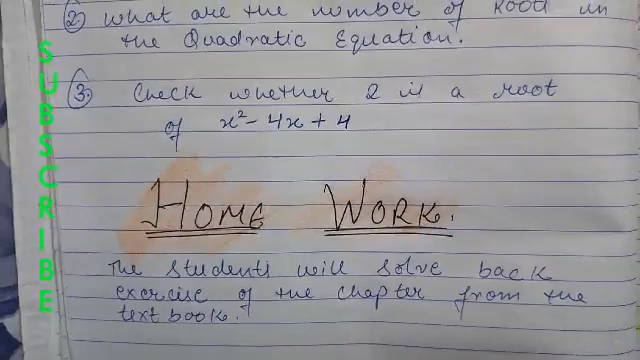 ② What are the number of roots in
the Quadratic Equation.
③. Check whether 2 is a root
of x² - 4x + 4
HOME WORK.
The students will solve back
exercise of the chapter from the
text book.
SUBSCRIBE